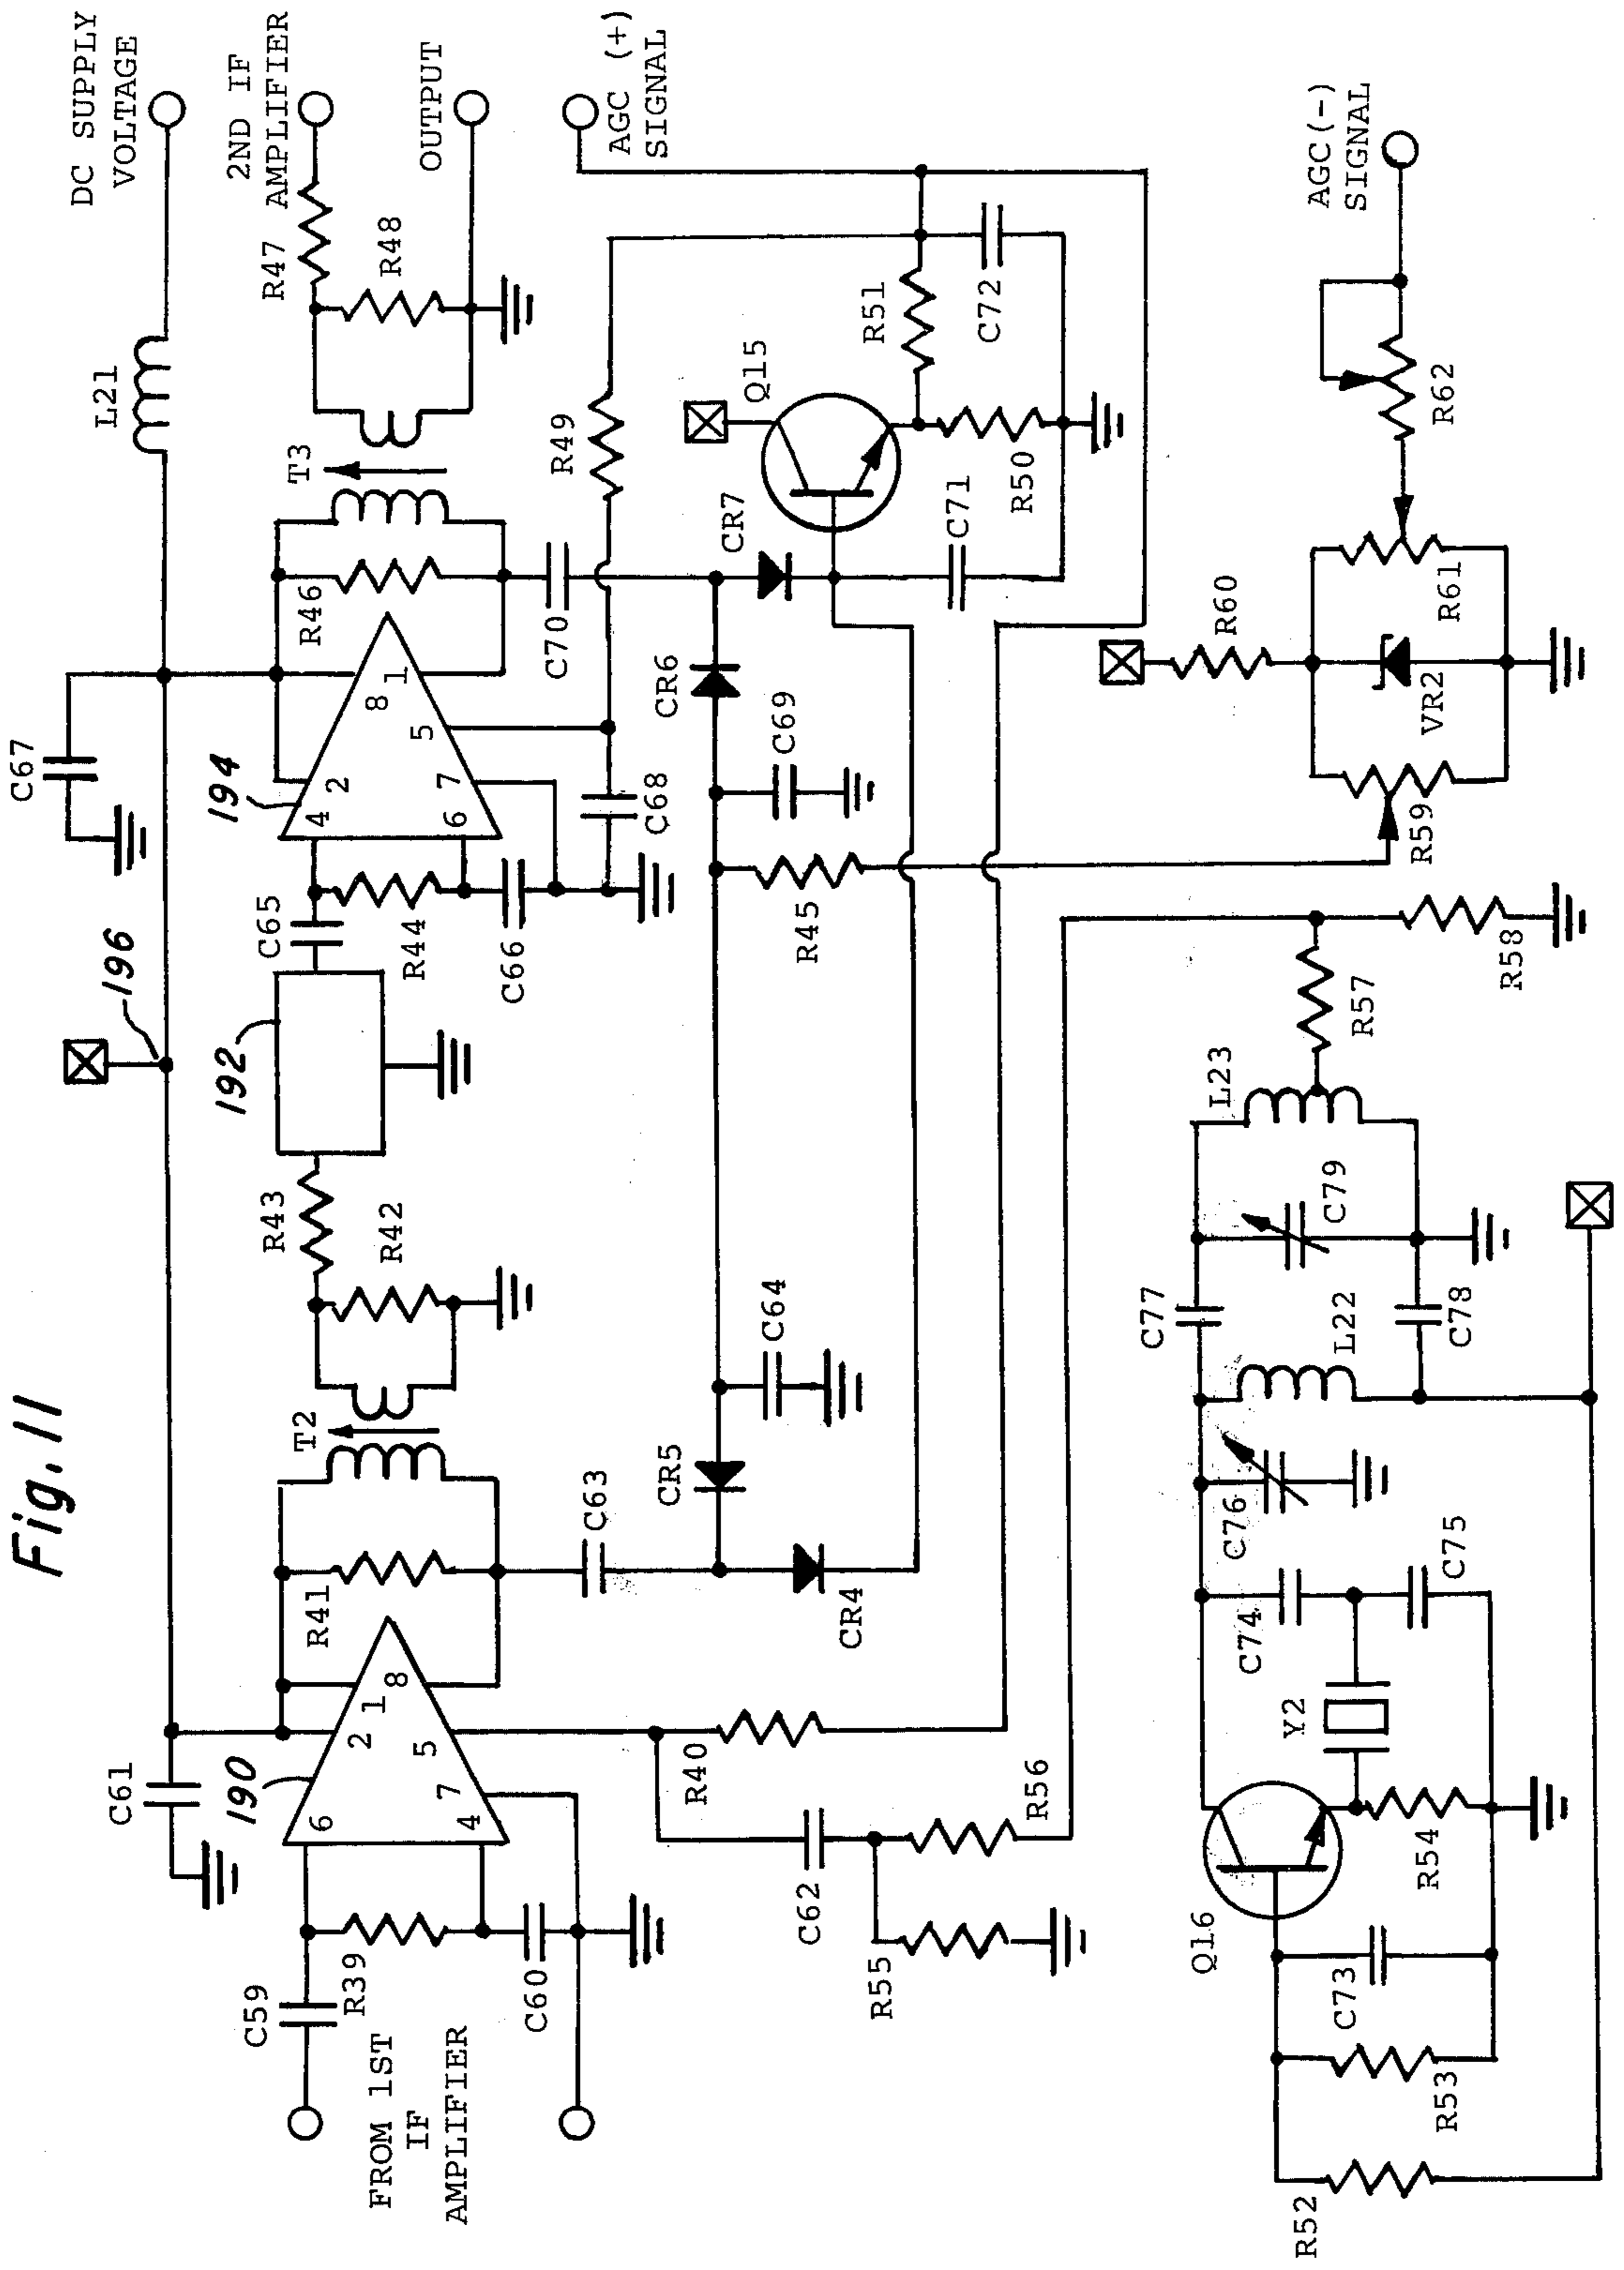 Fig. 11
DC SUPPLY
VOLTAGE
2ND IF
AMPLIFIER
OUTPUT
AGC (+)
SIGNAL
C61
196
C67
L21
190
6
2
1
8
5
7
4
R41
T2
R43
R42
192
C65
R44
C66
194
4
2
8
1
5
6
7
R46
T3
R47
R48
C59
R39
C60
FROM 1ST
IF
AMPLIFIER
C63
C68
C70
R49
CR5
C64
C69
CR6
CR7
Q15
R51
C72
R40
CR4
R45
C71
R50
C62
R55
R56
AGC(-)
SIGNAL
R60
R62
R59
VR2
R61
Q16
Y2
C74
C76
C77
L23
R57
R58
R52
R53
C73
R54
C75
L22
C78
C79